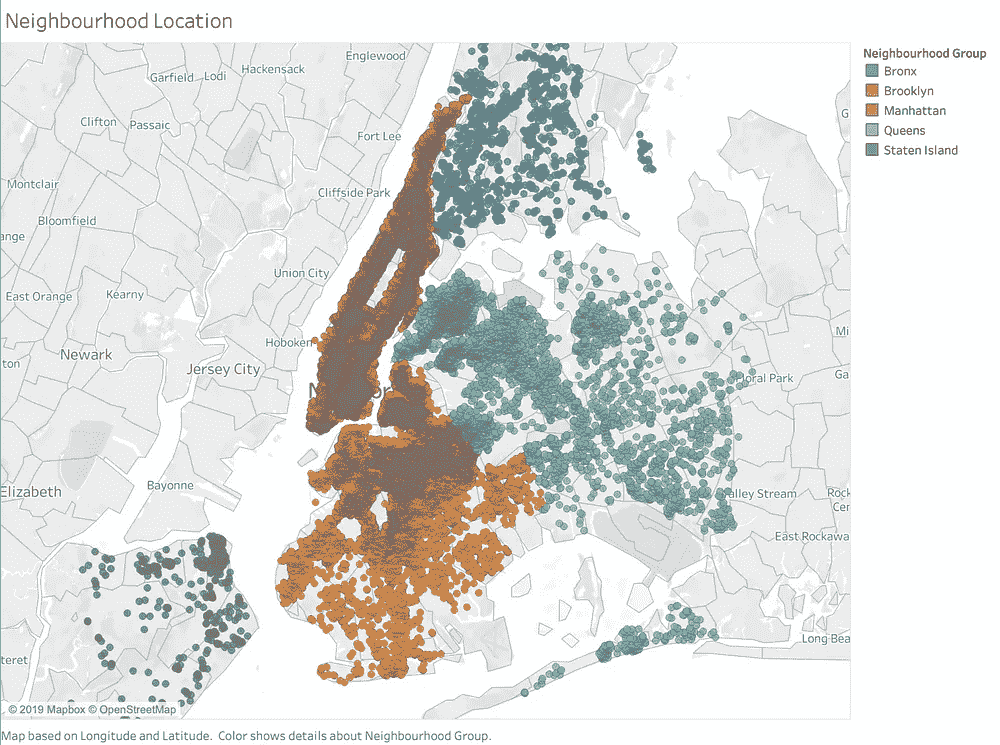 Neighbourhood Location
Englewood
Hackensack
Garfield
Lodi
Clifton
Passaic
Fort Lee
Montclair
Cliffside Park
Bloomfield
ange
Union City
East Orange
Kearny
Hoboken
ton
Newark
Jersey City
Elizabeth
Bayonne
teret
G
Mi
loral Park
Ga
alley Stream
Rock
Cen
East Rockawa
Long Bea
© 2019 Mapbox © OpenStreetMap
Neighbourhood Group
Bronx
Brooklyn
Manhattan
Queens
Staten Island
Map based on Longitude and Latitude. Color shows details about Neighbourhood Group.